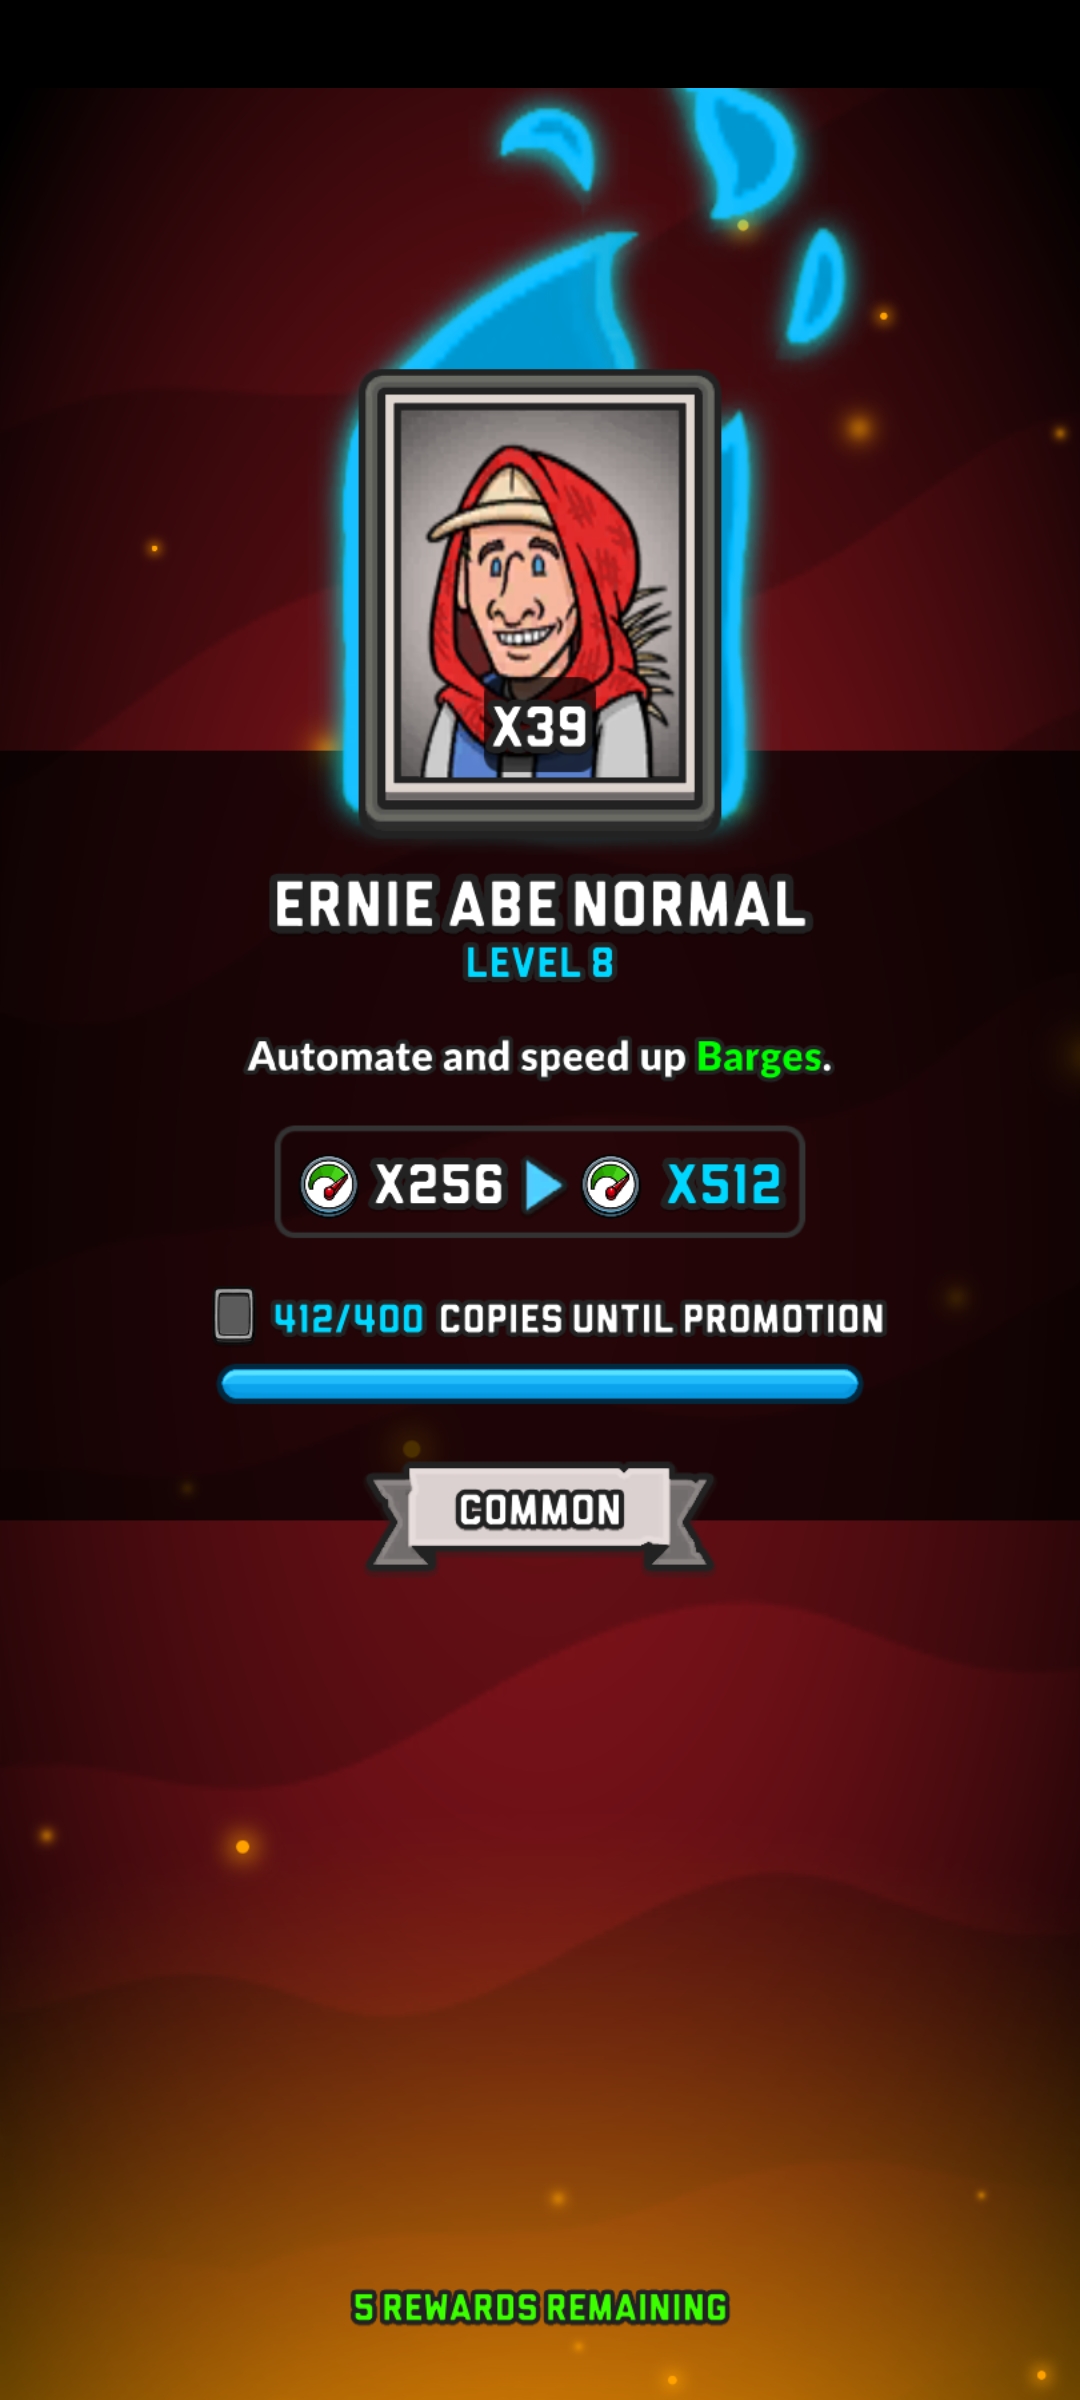 X39
ERNIE ABE NORMAL
LEVEL 8
Automate and speed up Barges.
X256 X512
412/400 COPIES UNTIL PROMOTION
COMMON
5 REWARDS REMAINING